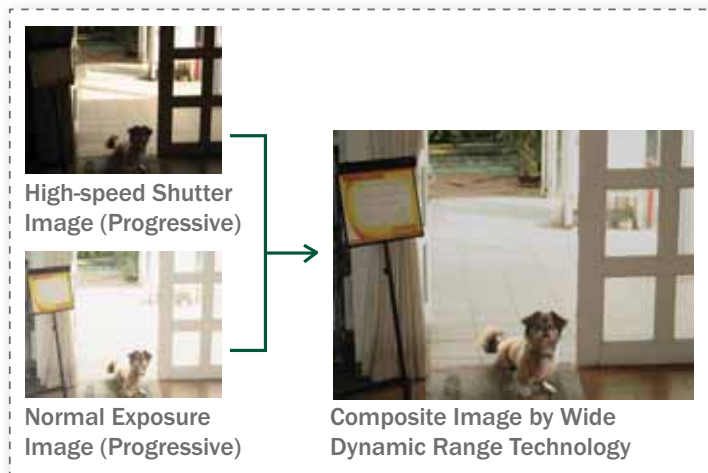 High-speed Shutter
Image (Progressive)
Normal Exposure
Image (Progressive)
Composite Image by Wide
Dynamic Range Technology